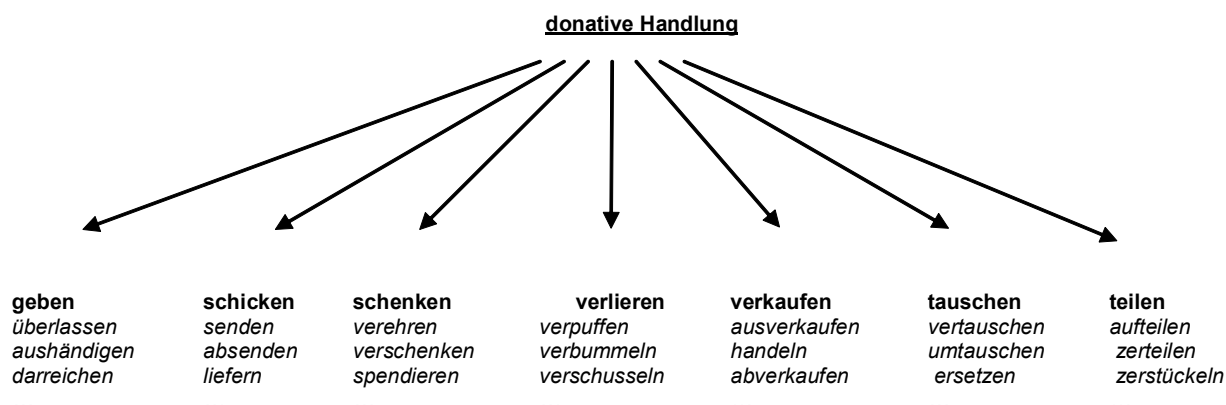 donative Handlung
geben schicken schenken verlieren verkaufen tauschen teilen
überlassen senden verehren verpuffen ausverkaufen vertauschen aufteilen
aushändigen absenden verschenken verbummeln handeln umtauschen zerteilen
darreichen liefern spendieren verschusseln abverkaufen ersetzen zerstückeln